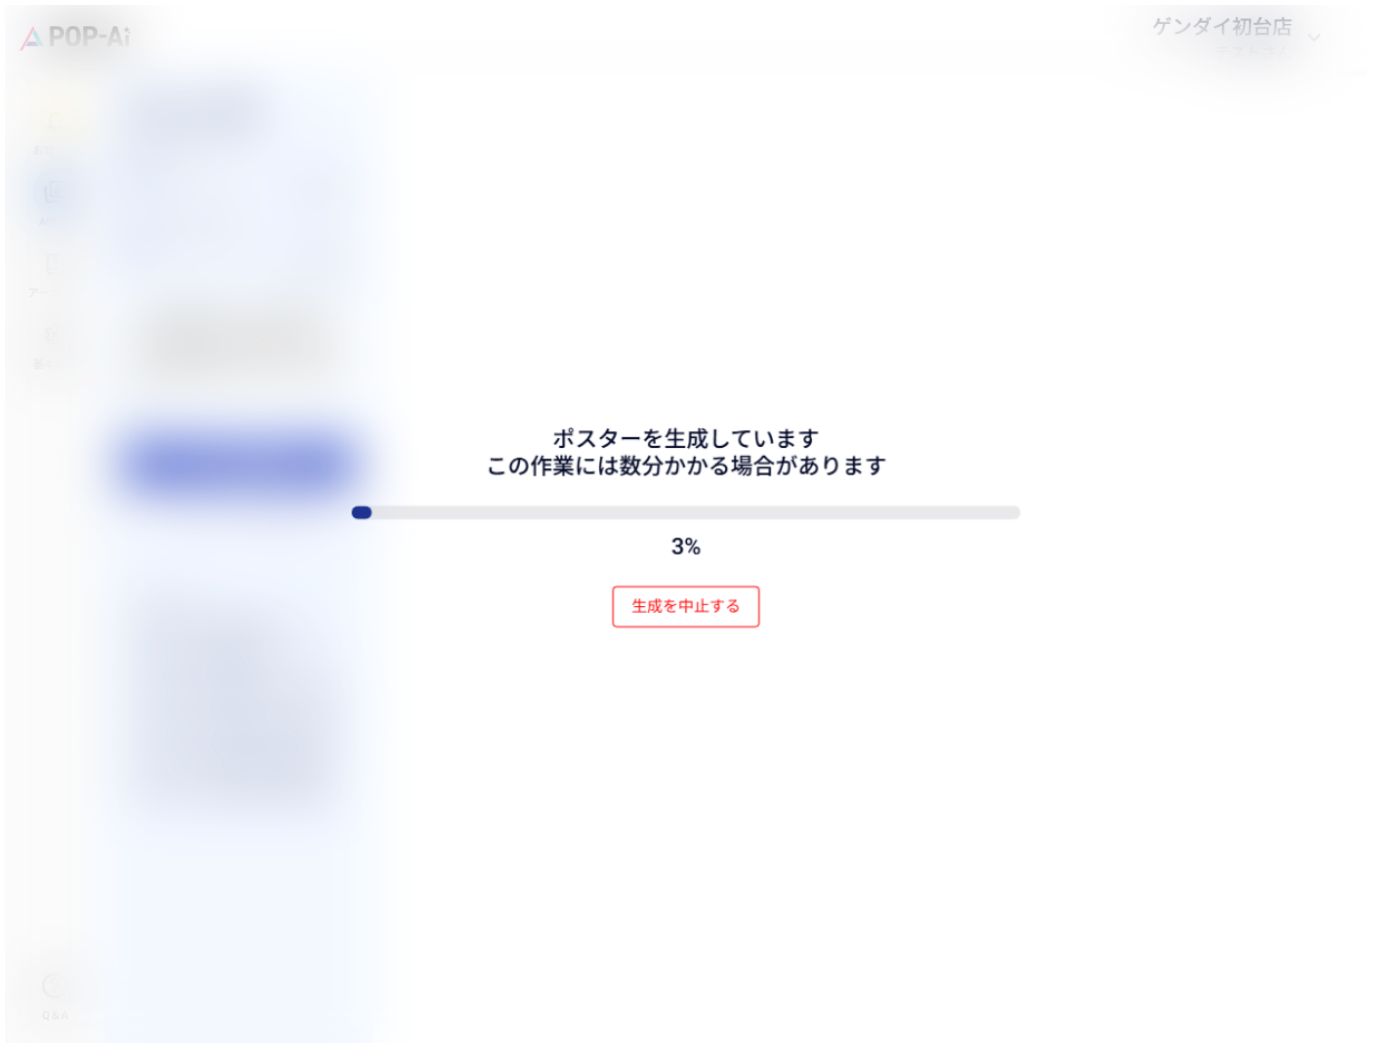 POP-Ai
ゲンダイ初台店
ポスターを生成しています
この作業には数分かかる場合があります
3%
生成を中止する
Q&A